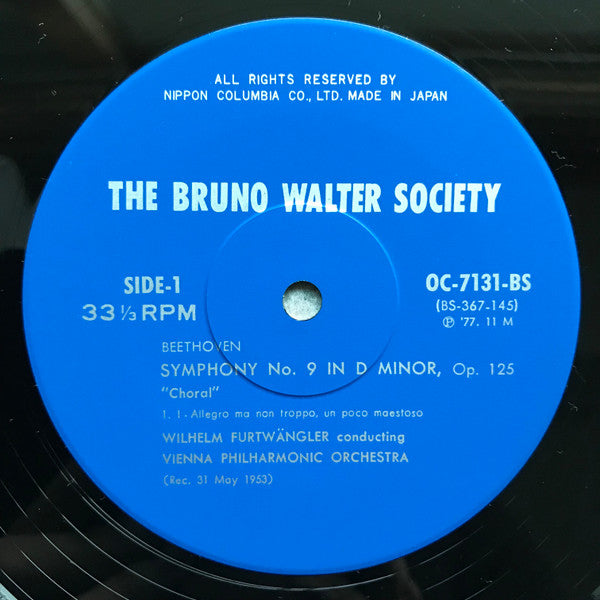 ALL RIGHTS RESERVED BY
NIPPON COLUMBIA CO., LTD. MADE IN JAPAN
THE BRUNO WALTER SOCIETY
SIDE-1
OC-7131-BS
33 1/3 RPM
(BS-367-145)
Ⓟ '77. 11 M
BEETHOVEN
SYMPHONY No. 9 IN D MINOR, Op. 125
"Choral"
1. I - Allegro ma non troppo, un poco maestoso
WILHELM FURTWÄNGLER conducting
VIENNA PHILHARMONIC ORCHESTRA
(Rec. 31 May 1953)